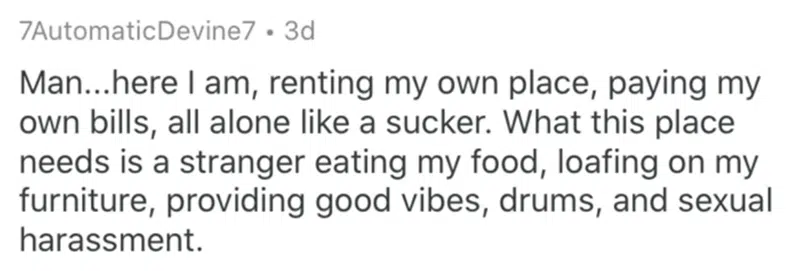 7AutomaticDevine7 • 3d
Man...here I am, renting my own place, paying my
own bills, all alone like a sucker. What this place
needs is a stranger eating my food, loafing on my
furniture, providing good vibes, drums, and sexual
harassment.